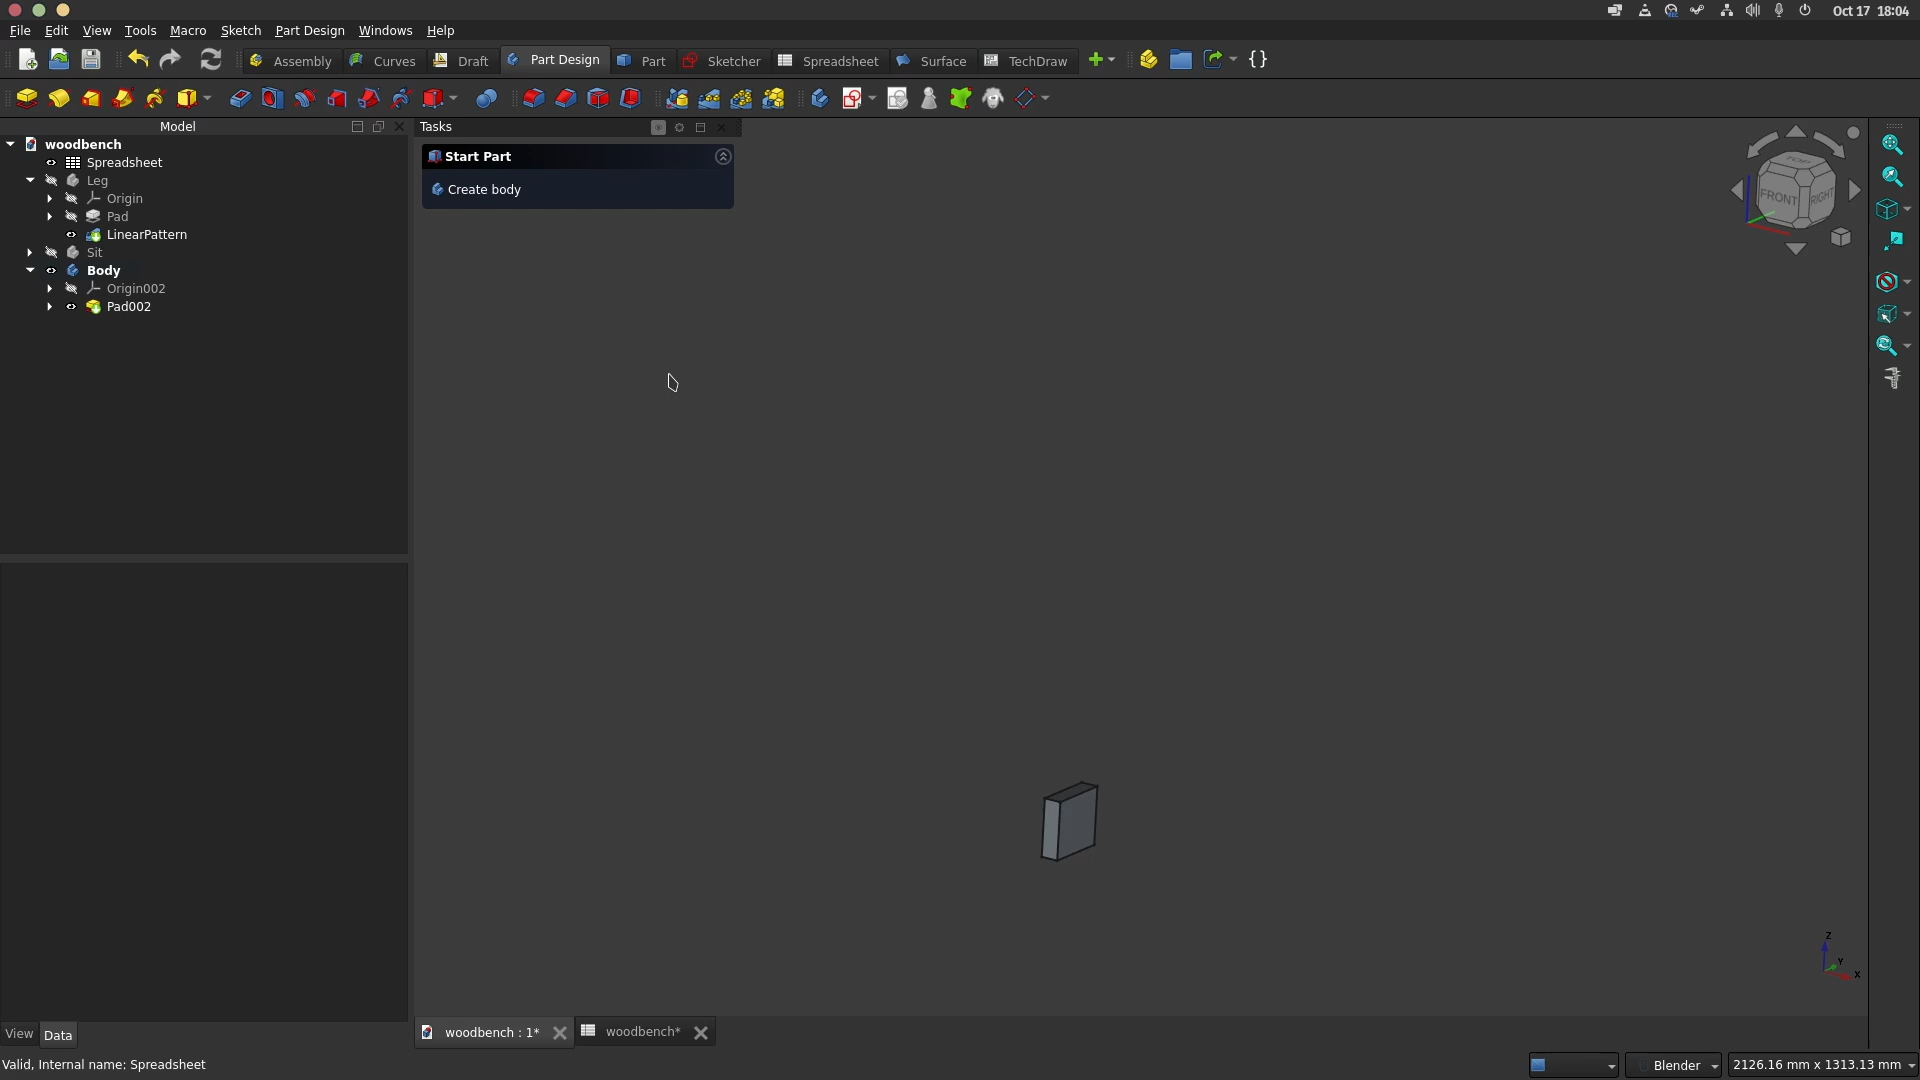 Oct 17 18:04
File Edit View Tools Macro Sketch Part Design Windows Help
Assembly Curves Draft Part Design Part Sketcher Spreadsheet Surface TechDraw
Model
Tasks
woodbench
Spreadsheet
Leg
Origin
Pad
LinearPattern
Sit
Body
Origin002
Pad002
Start Part
Create body
TOP
FRONT
RIGHT
Z
Y
X
View Data
woodbench : 1*
woodbench*
Valid, Internal name: Spreadsheet
Blender
2126.16 mm x 1313.13 mm